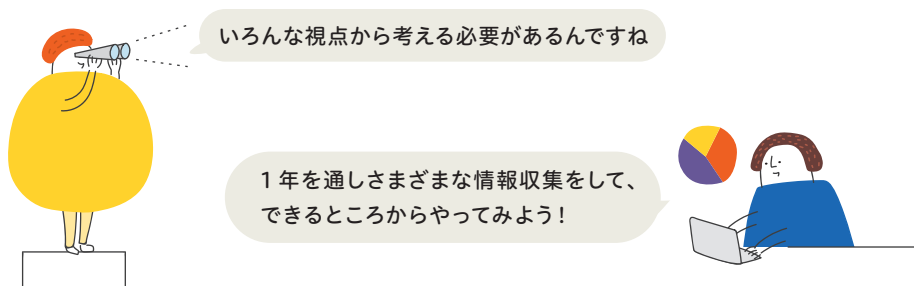 いろんな視点から考える必要があるんですね
1年を通しさまざまな情報収集をして、
できるところからやってみよう！